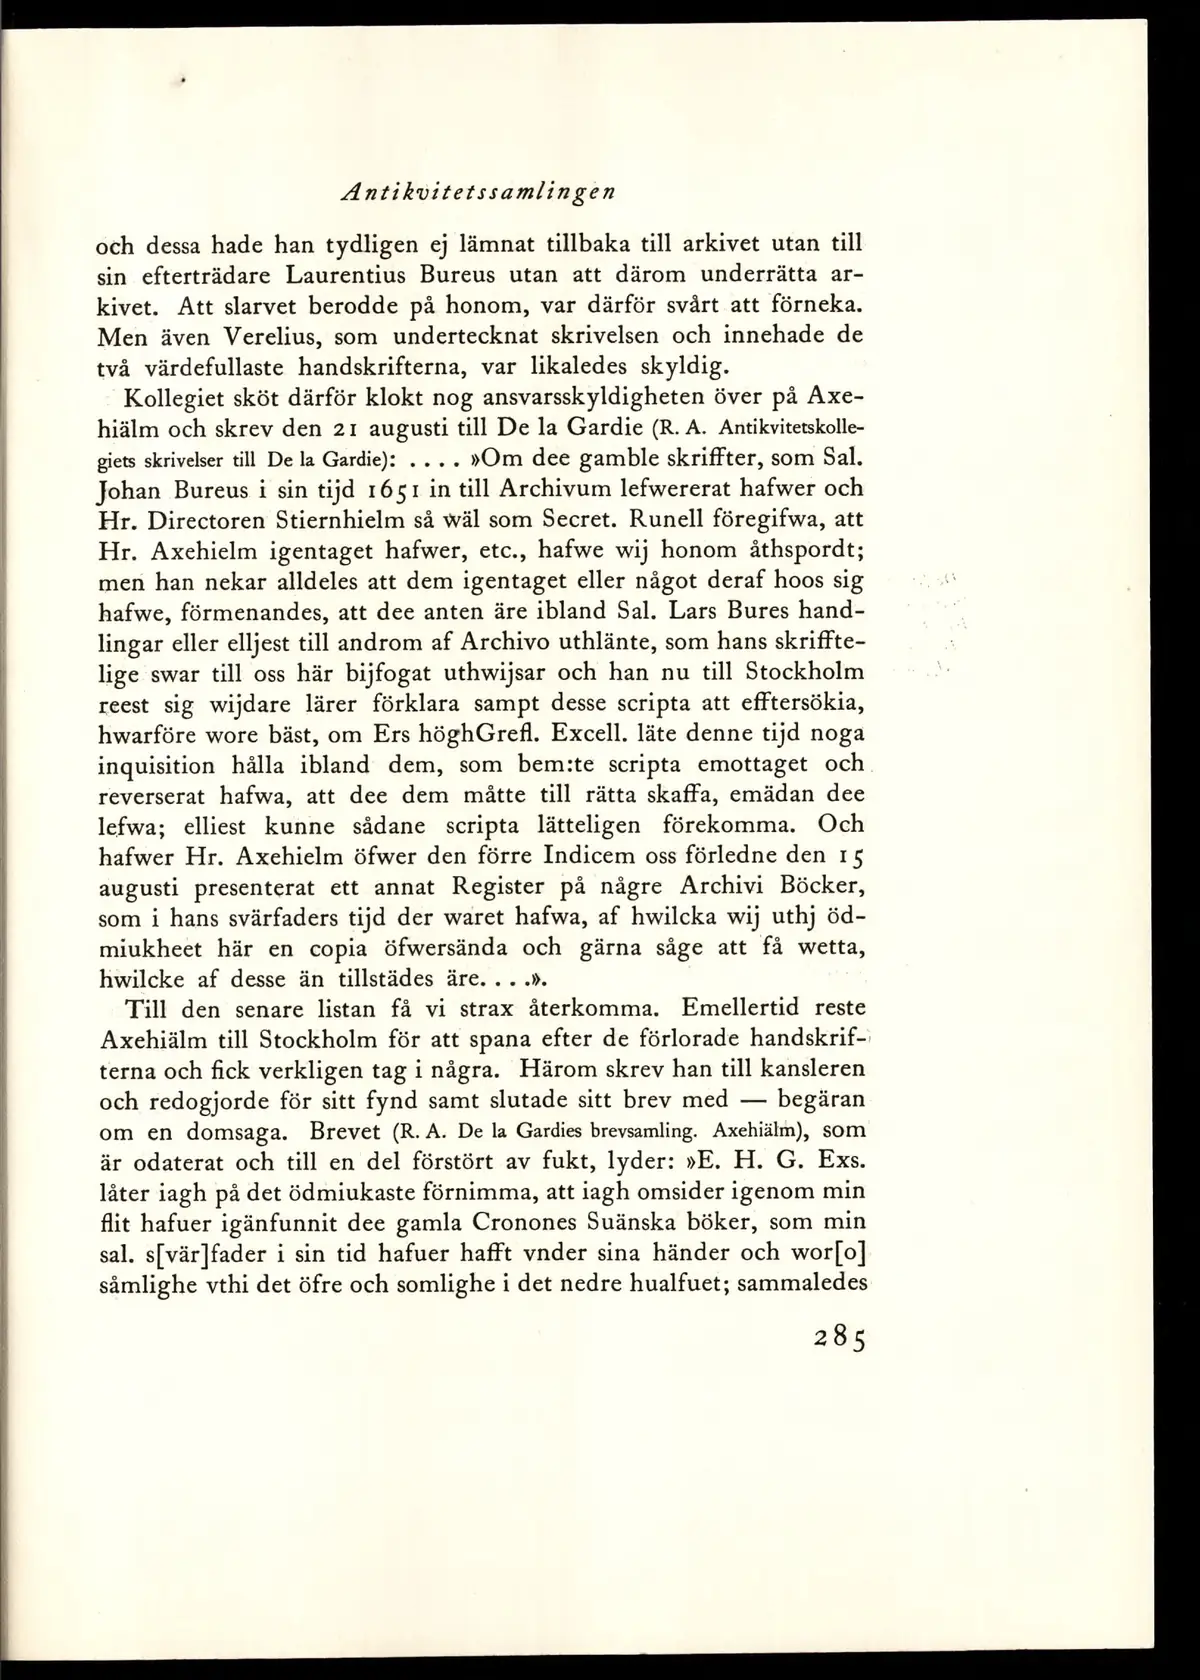 Antikvitetssamlingen
och dessa hade han tydligen ej lämnat tillbaka till arkivet utan till
sin efterträdare Laurentius Bureus utan att därom underrätta ar-
kivet. Att slarvet berodde på honom, var därför svårt att förneka.
Men även Verelius, som undertecknat skrivelsen och innehade de
två värdefullaste handskrifterna, var likaledes skyldig.
Kollegiet sköt därför klokt nog ansvarsskyldigheten över på Axe-
hiälm och skrev den 21 augusti till De la Gardie (R. A. Antikvitetskolle-
giets skrivelser till De la Gardie): . . . . »Om dee gamble skriffter, som Sal.
Johan Bureus i sin tijd 1651 in till Archivum lefwererat hafwer och
Hr. Directoren Stiernhielm så wäl som Secret. Runell föregifwa, att
Hr. Axehielm igentaget hafwer, etc., hafwe wij honom åthspordt;
men han nekar alldeles att dem igentaget eller något deraf hoos sig
hafwe, förmenandes, att dee anten äre ibland Sal. Lars Bures hand-
lingar eller elljest till androm af Archivo uthlänte, som hans skriffte-
lige swar till oss här bijfogat uthwijsar och han nu till Stockholm
reest sig wijdare lärer förklara sampt desse scripta att efftersökia,
hwarföre wore bäst, om Ers höghGrefl. Excell. läte denne tijd noga
inquisition hålla ibland dem, som bem:te scripta emottaget och
reverserat hafwa, att dee dem måtte till rätta skaffa, emädan dee
lefwa; elliest kunne sådane scripta lätteligen förekomma. Och
hafwer Hr. Axehielm öfwer den förre Indicem oss förledne den 15
augusti presenterat ett annat Register på någre Archivi Böcker,
som i hans svärfaders tijd der waret hafwa, af hwilcka wij uthj öd-
miukheet här en copia öfwersända och gärna såge att få wetta,
hwilcke af desse än tillstädes äre. . . .».
Till den senare listan få vi strax återkomma. Emellertid reste
Axehiälm till Stockholm för att spana efter de förlorade handskrif-
terna och fick verkligen tag i några. Härom skrev han till kansleren
och redogjorde för sitt fynd samt slutade sitt brev med — begäran
om en domsaga. Brevet (R. A. De la Gardies brevsamling. Axehiälm), som
är odaterat och till en del förstört av fukt, lyder: »E. H. G. Exs.
låter iagh på det ödmiukaste förnimma, att iagh omsider igenom min
flit hafuer igänfunnit dee gamla Cronones Suänska böker, som min
sal. s[vär]fader i sin tid hafuer hafft vnder sina händer och wor[o]
såmlighe vthi det öfre och somlighe i det nedre hualfuet; sammaledes
285